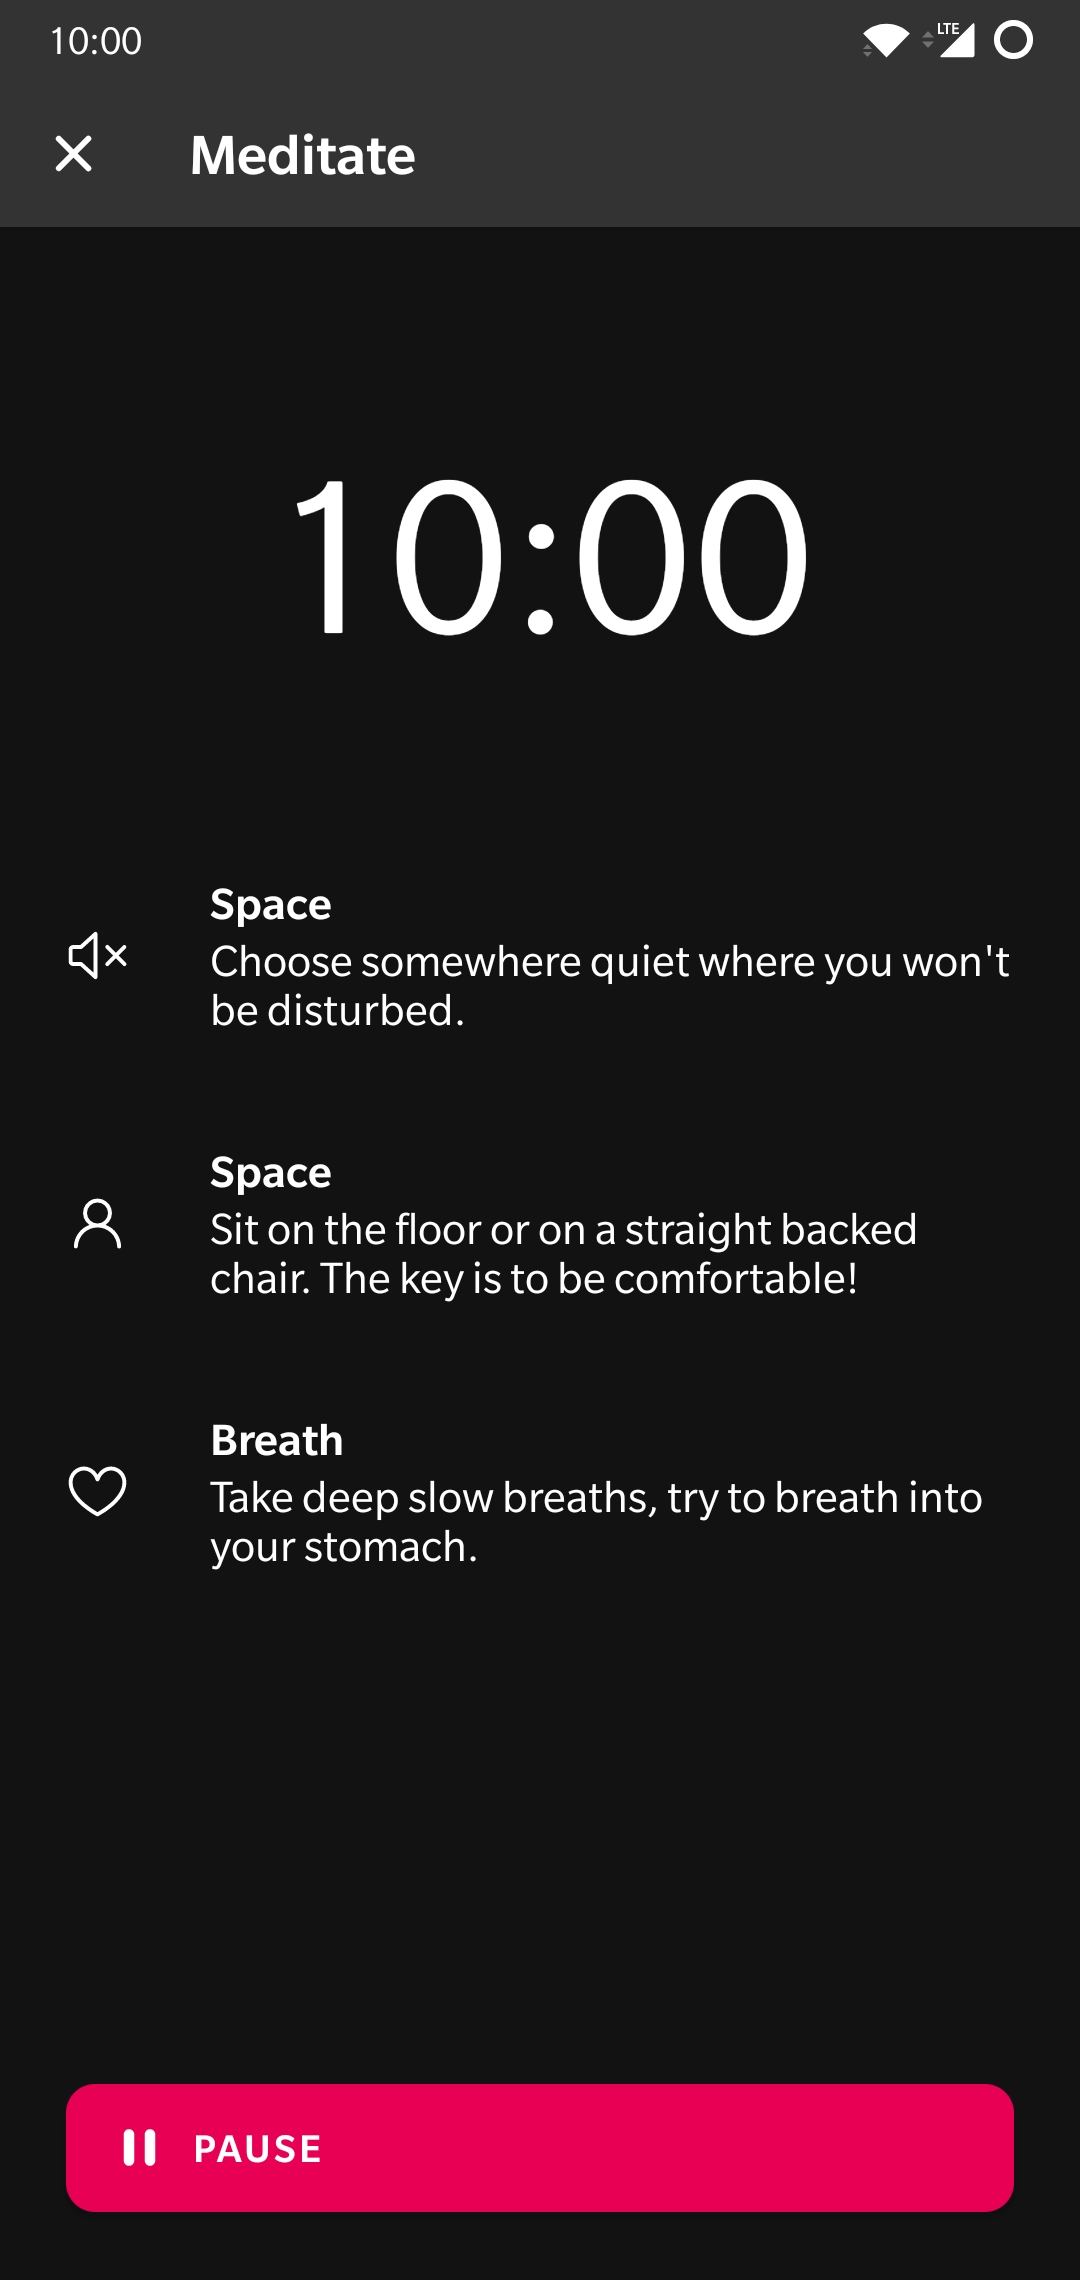 10:00
LTE
Meditate
10:00
Space
Choose somewhere quiet where you won't
be disturbed.
Space
Sit on the floor or on a straight backed
chair. The key is to be comfortable!
Breath
Take deep slow breaths, try to breath into
your stomach.
PAUSE